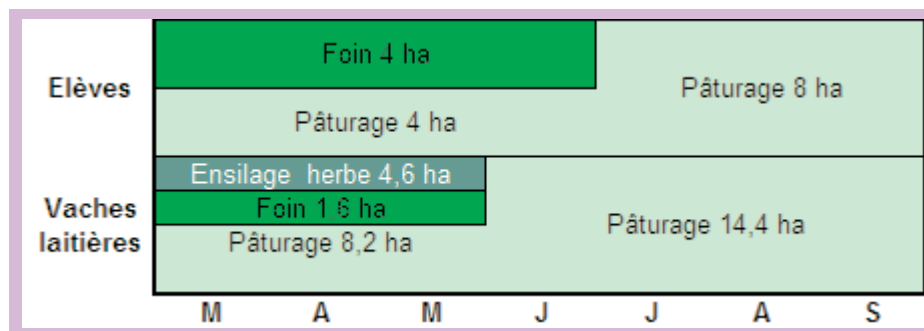 Foin 4 ha
Elèves
Pâturage 8 ha
Pâturage 4 ha
Ensilage herbe 4,6 ha
Foin 1,6 ha
Vaches
laitières
Pâturage 8,2 ha
Pâturage 14,4 ha
M A M J J A S